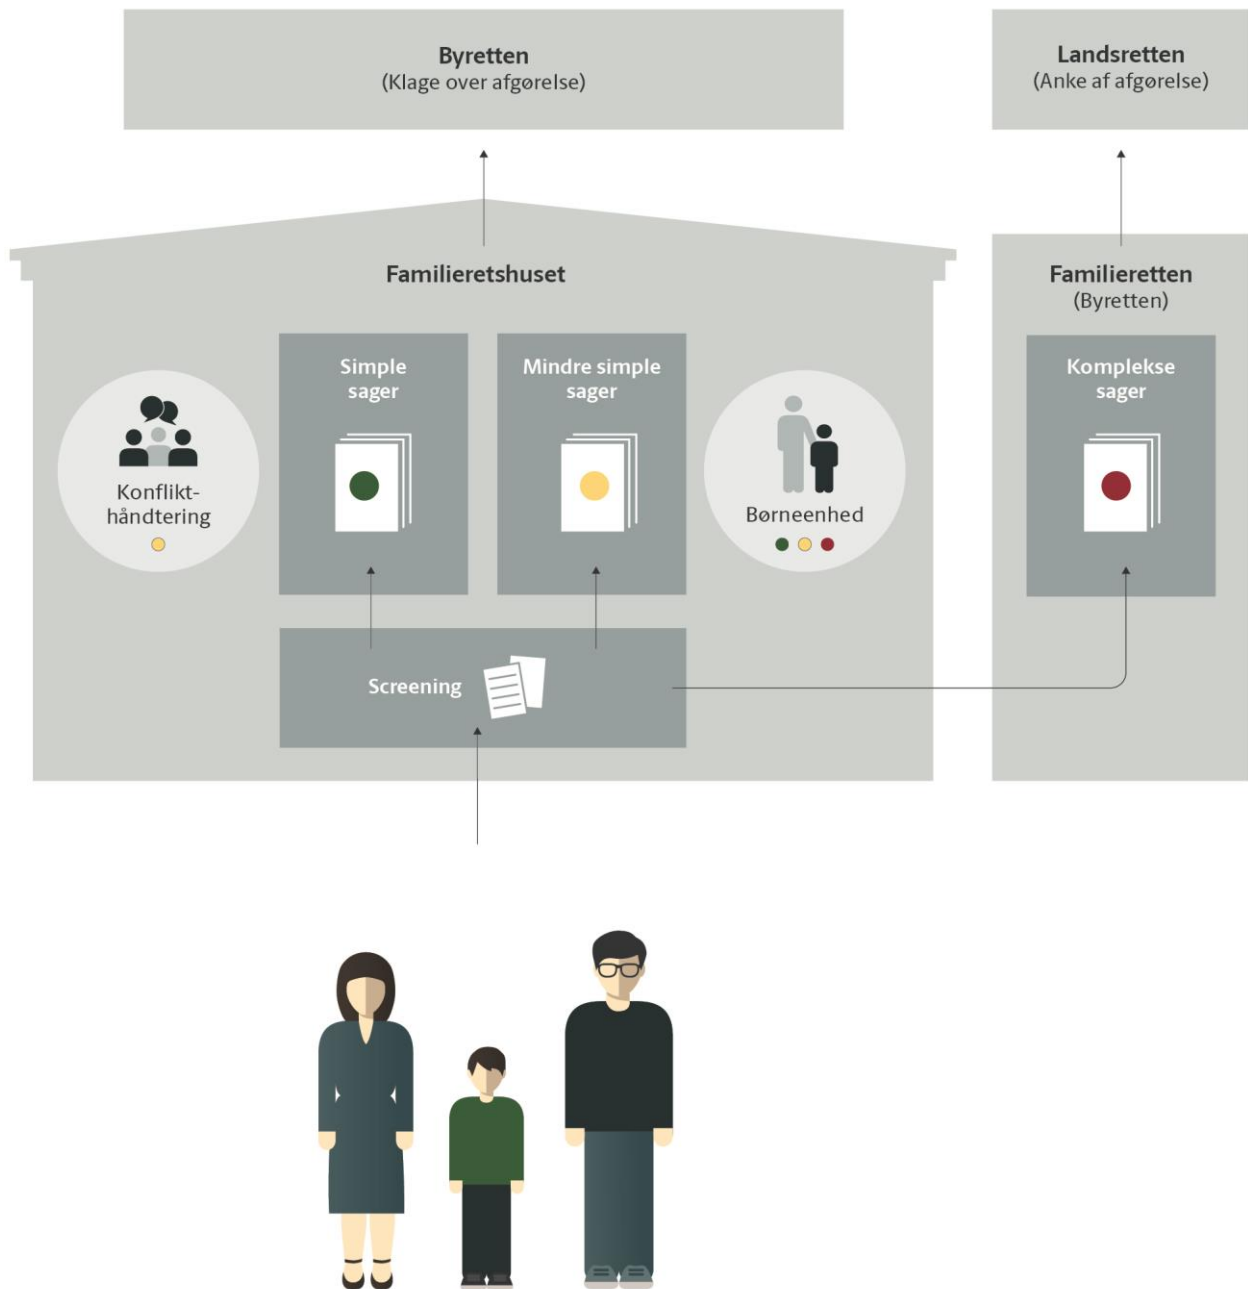 Byretten
(Klage over afgørelse)
Landsretten
(Anke af afgørelse)
Familieretshuset
Familieretten
(Byretten)
Simple
sager
Mindre simple
sager
Komplekse
sager
Konflikt-
håndtering
Børneenhed
Screening